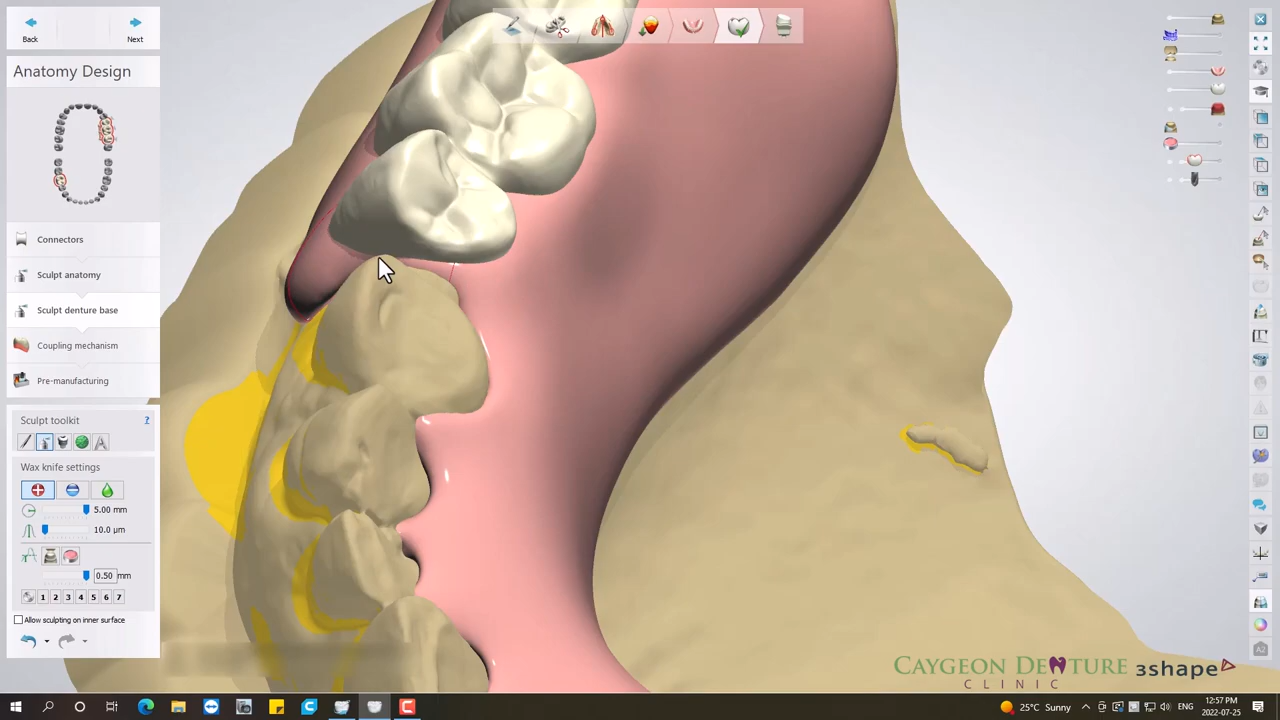 Back
Next
Anatomy Design
Connectors
Sculpt anatomy
Sculpt denture base
Coupling mechanism
Pre-manufacturing
Sculpt toolkit
?
Wax knife settings
5.00 mm
10.0 µm
0.50 mm
1 2 3 4 5 6 7
Allow sculpting on inner surface
A2
CAYGEON DENTURE
CLINIC
3shape
25°C Sunny
ENG
12:57 PM
2022-07-25